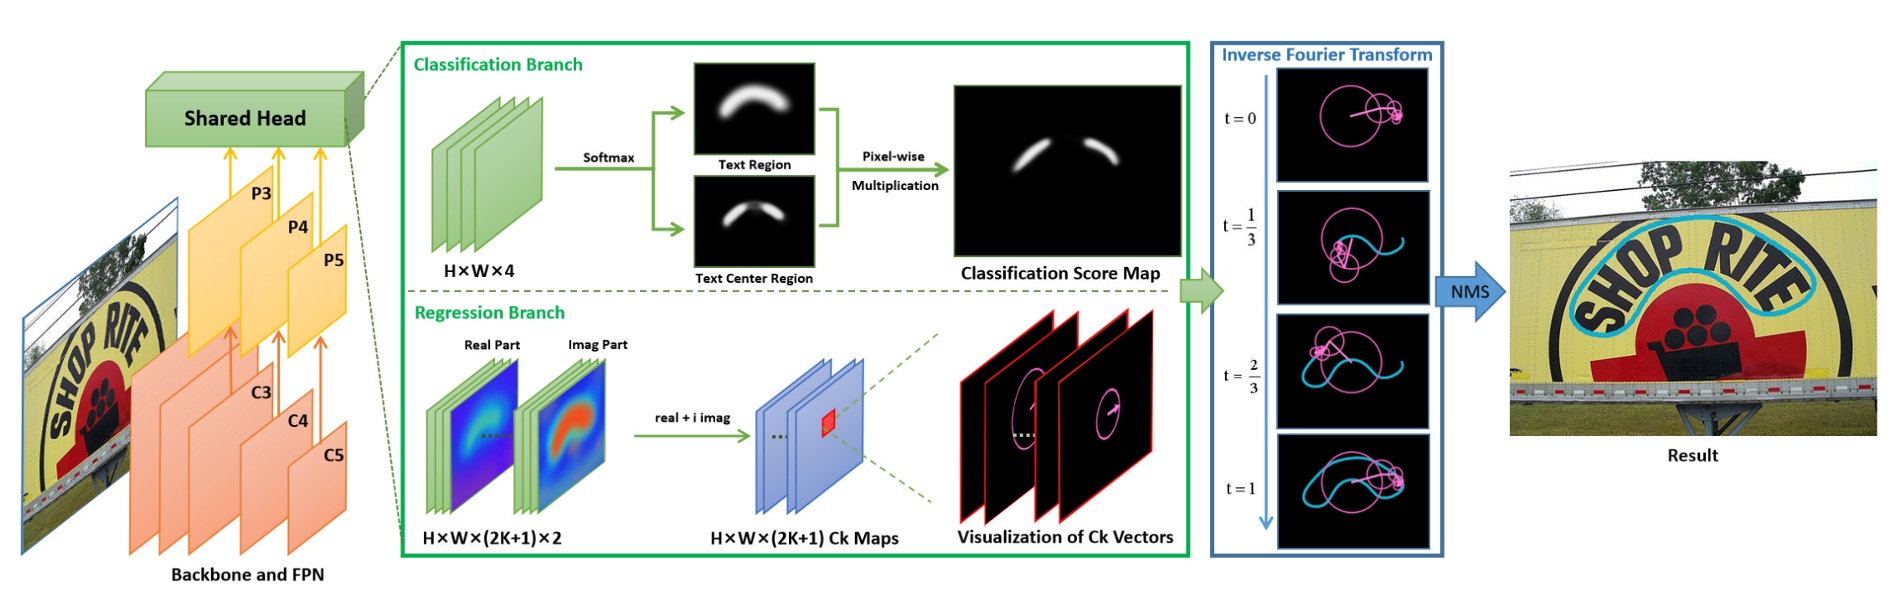 Shared Head
P3
P4
P5
C3
C4
C5
SHOP RITE
Backbone and FPN
Classification Branch
H×W×4
Softmax
Text Region
Text Center Region
Pixel-wise
Multiplication
Classification Score Map
Regression Branch
Real Part
Imag Part
H×W×(2K+1)×2
real + i imag
H×W×(2K+1) Ck Maps
Visualization of Ck Vectors
Inverse Fourier Transform
t = 0
t = 1/3
t = 2/3
t = 1
NMS
SHOP RITE
Result